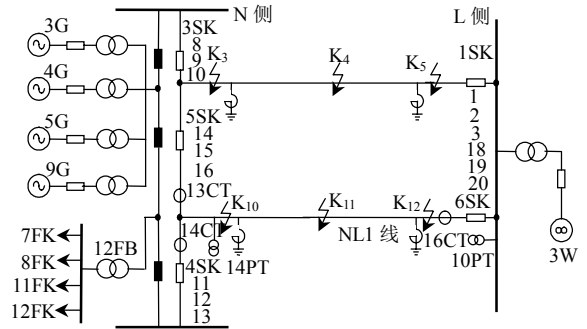 N 侧
L 侧
3G
4G
5G
9G
3SK
8
9
10
K3
K4
K5
1SK
1
2
3
18
19
20
5SK
14
15
16
13CT
K10
K11
K12
6SK
14CT
14PT
NL1 线
16CT
10PT
3W
4SK
11
12
13
7FK
8FK
11FK
12FK
12FB